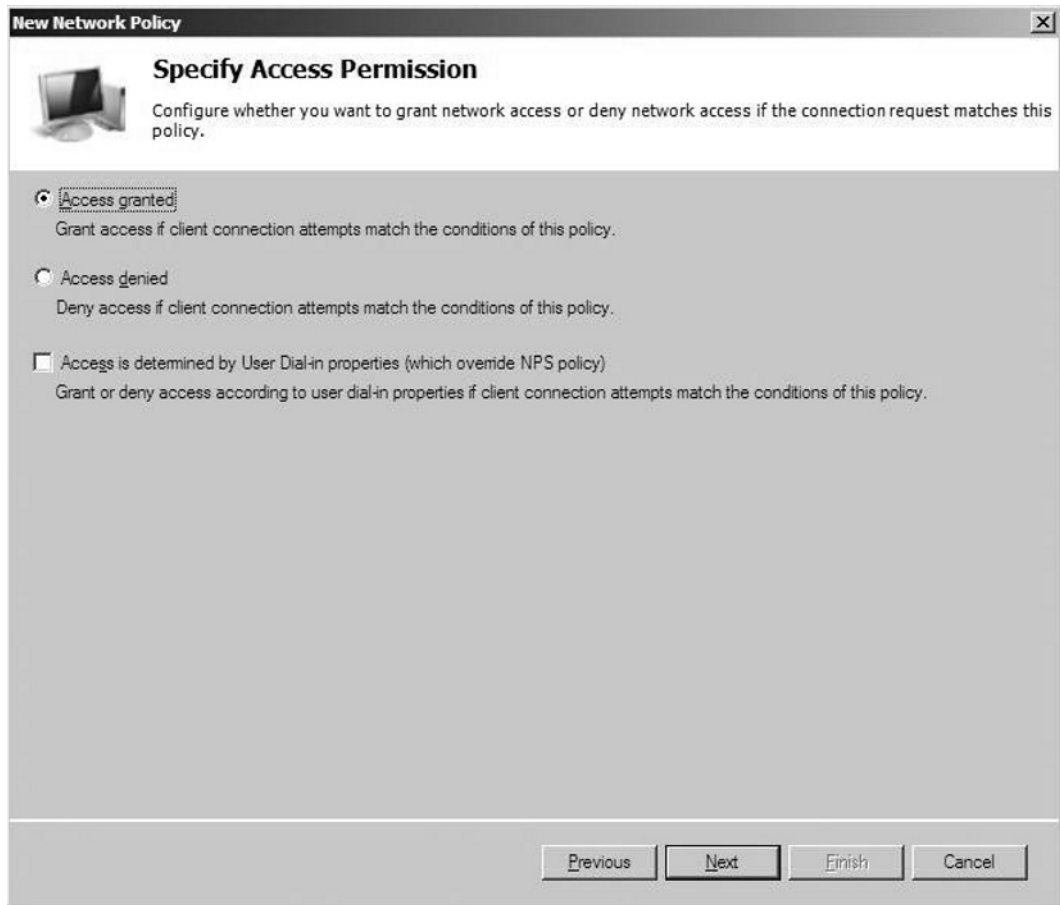 New Network Policy
Specify Access Permission
Configure whether you want to grant network access or deny network access if the connection request matches this
policy.
Access granted
Grant access if client connection attempts match the conditions of this policy.
Access denied
Deny access if client connection attempts match the conditions of this policy.
Access is determined by User Dial-in properties (which override NPS policy)
Grant or deny access according to user dial-in properties if client connection attempts match the conditions of this policy.
Previous Next Finish Cancel